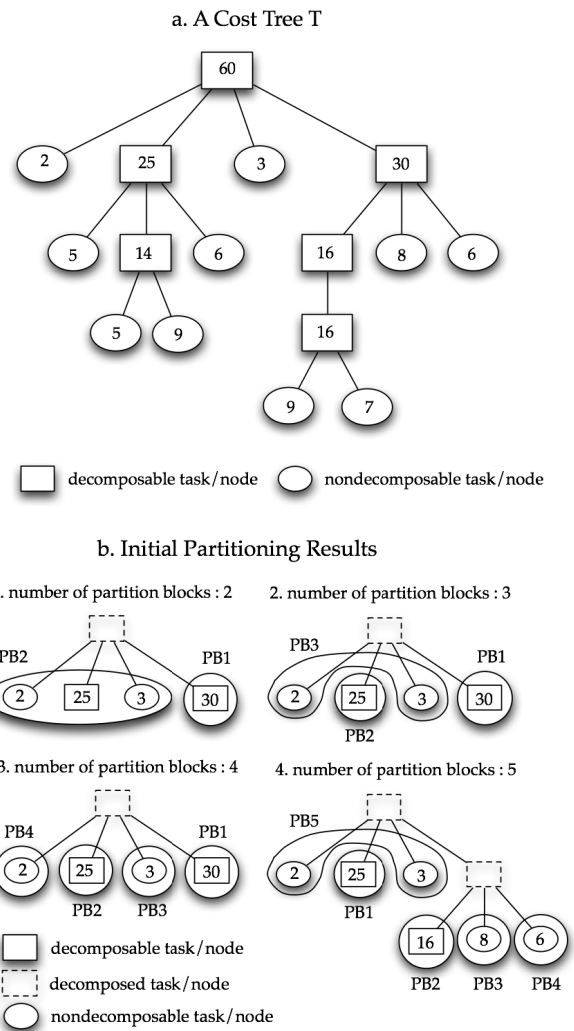 a. A Cost Tree T
60
2 25 3 30
5 14 6 16 8 6
5 9 16
9 7
decomposable task/node nondecomposable task/node
b. Initial Partitioning Results
. number of partition blocks : 2 2. number of partition blocks : 3
PB2 PB1 PB3 PB1
2 25 3 30 2 25 3 30
PB2
3. number of partition blocks : 4 4. number of partition blocks : 5
PB4 PB1 PB5
2 25 3 30 2 25 3
PB2 PB3 PB1
16 8 6
PB2 PB3 PB4
decomposable task/node
decomposed task/node
nondecomposable task/node